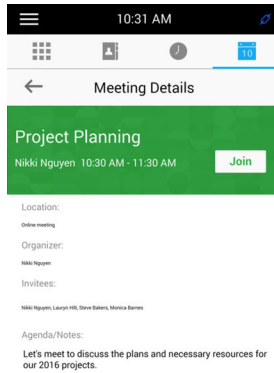 10:31 AM
10
Meeting Details
Project Planning
Nikki Nguyen 10:30 AM - 11:30 AM
Join
Location:
Online meeting
Organizer:
Nikki Nguyen
Invitees:
Nikki Nguyen, Lauryn Hill, Steve Bakers, Monica Barnes
Agenda/Notes:
Let's meet to discuss the plans and necessary resources for
our 2016 projects.